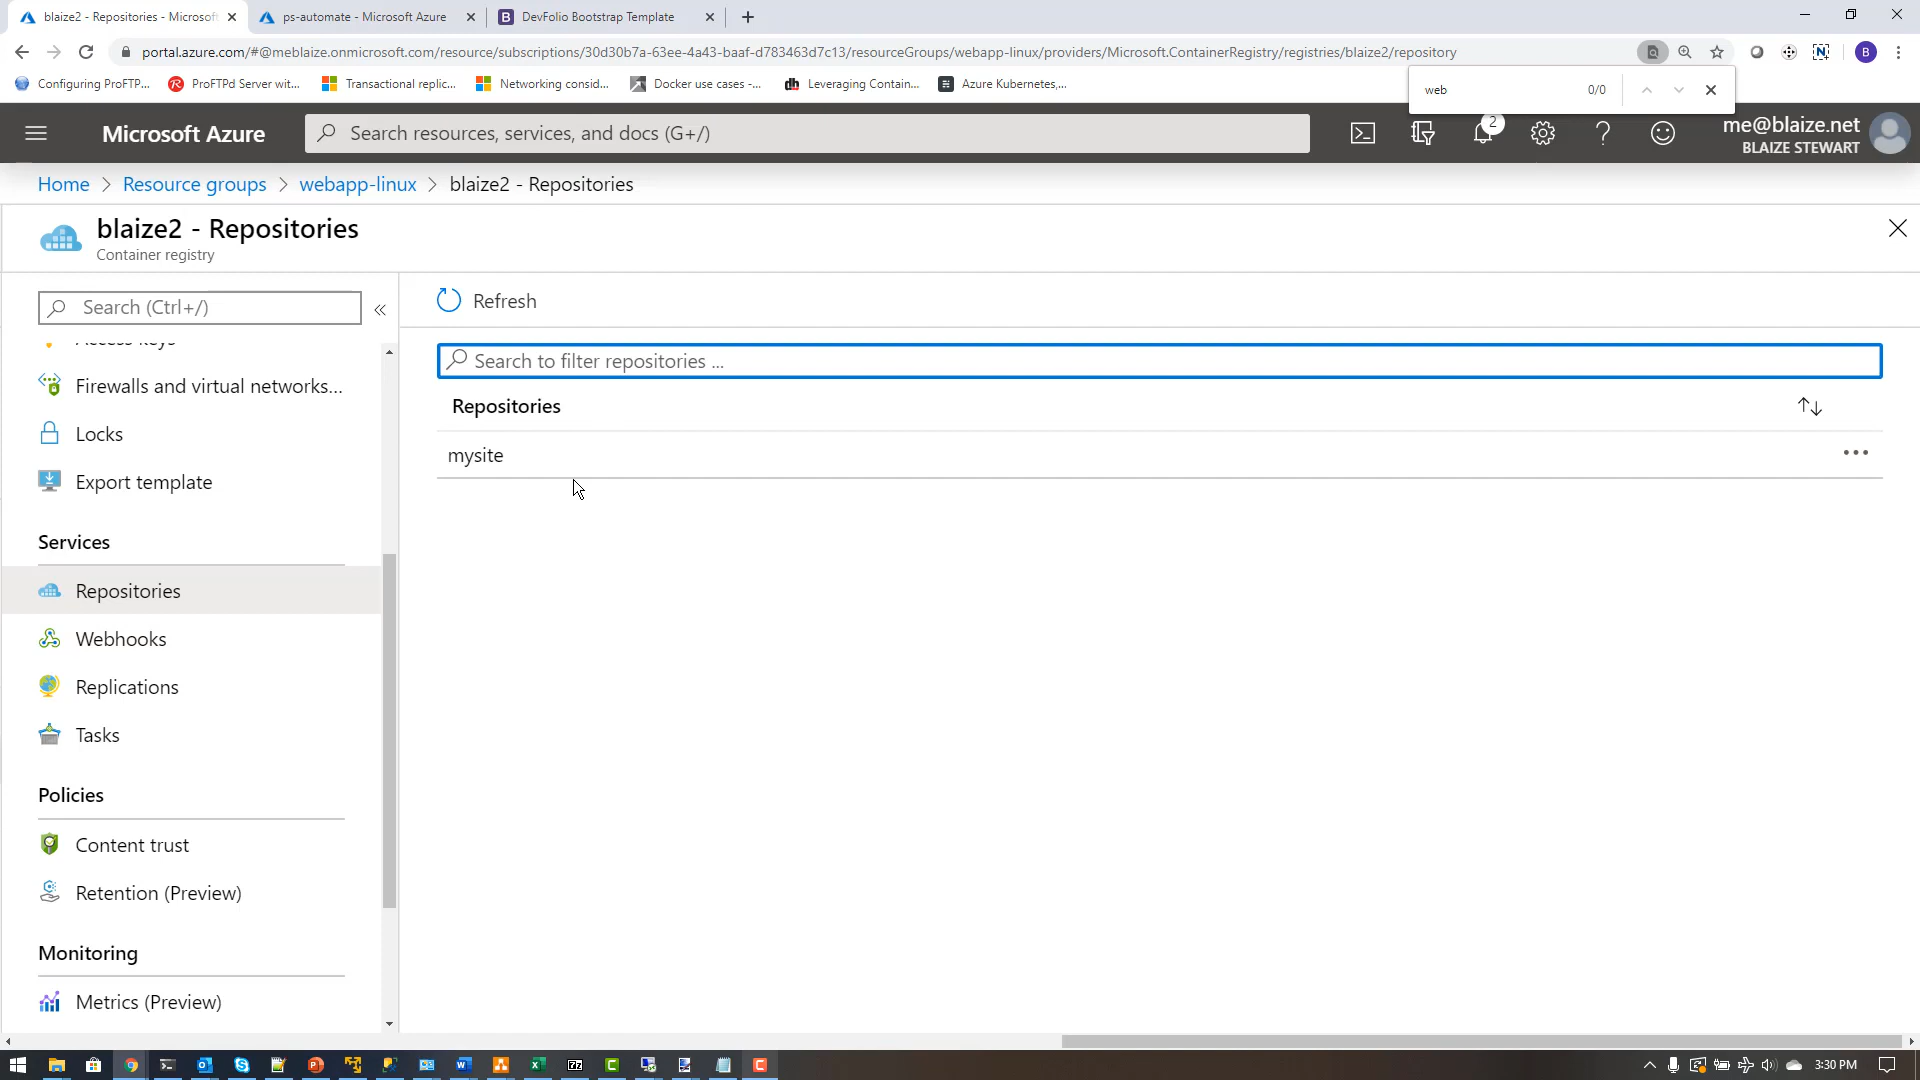 blaize2 - Repositories - Microsoft
ps-automate - Microsoft Azure
DevFolio Bootstrap Template
portal.azure.com/#@meblaize.onmicrosoft.com/resource/subscriptions/30d30b7a-63ee-4a43-baaf-d783463d7c13/resourceGroups/webapp-linux/providers/Microsoft.ContainerRegistry/registries/blaize2/repository
B
Configuring ProFTP...
ProFTPd Server wit...
Transactional replic...
Networking consid...
Docker use cases -...
Leveraging Contain...
Azure Kubernetes,...
web
0/0
Microsoft Azure
Search resources, services, and docs (G+/)
2
me@blaize.net
BLAIZE STEWART
Home > Resource groups > webapp-linux > blaize2 - Repositories
blaize2 - Repositories
Container registry
Search (Ctrl+/)
«
Refresh
Access keys
Search to filter repositories ...
Firewalls and virtual networks...
Repositories
Locks
mysite
Export template
Services
Repositories
Webhooks
Replications
Tasks
Policies
Content trust
Retention (Preview)
Monitoring
Metrics (Preview)
3:30 PM